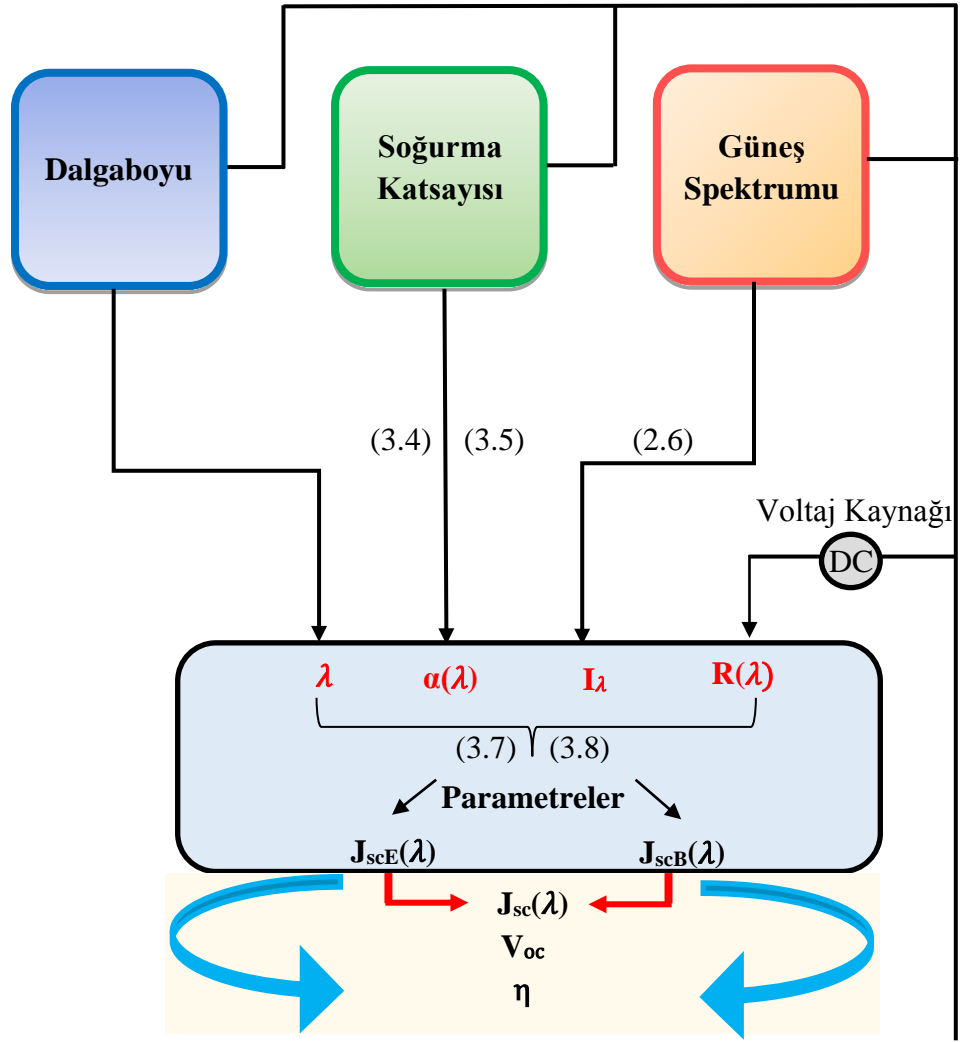 Dalgaboyu
Soğurma
Katsayısı
Güneş
Spektrumu
(3.4) (3.5)
(2.6)
Voltaj Kaynağı
DC
λ
α(λ)
Iλ
R(λ)
(3.7) (3.8)
Parametreler
JscE(λ)
JscB(λ)
Jsc(λ)
Voc
η